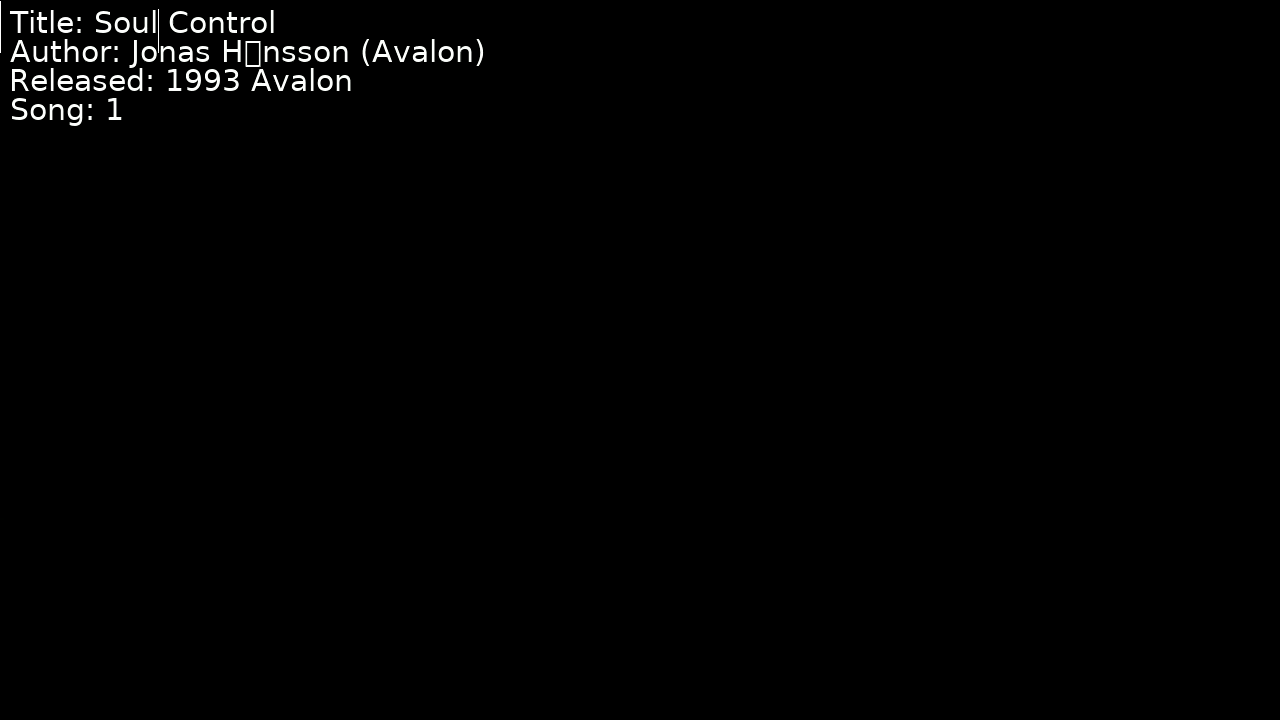 Title: Soul Control
Author: Jonas H▯nsson (Avalon)
Released: 1993 Avalon
Song: 1